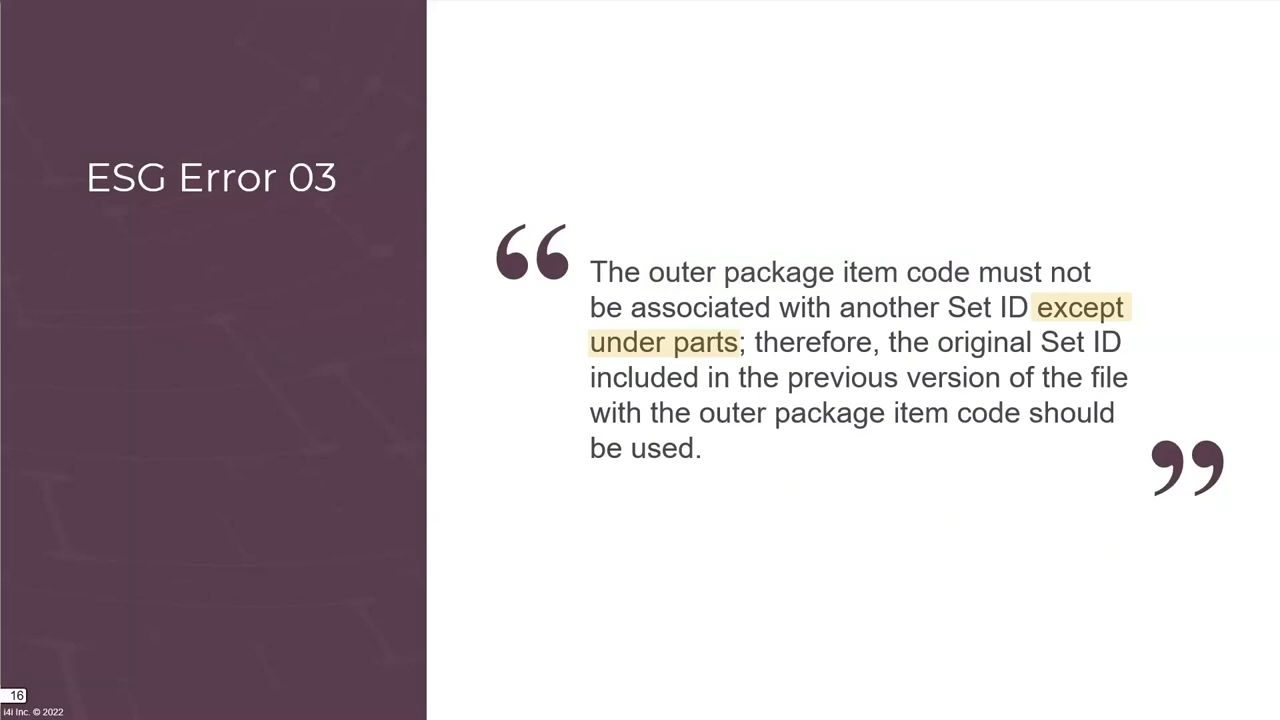 ESG Error 03
“
The outer package item code must not
be associated with another Set ID except
under parts; therefore, the original Set ID
included in the previous version of the file
with the outer package item code should
be used.
”
16
i4i Inc. © 2022